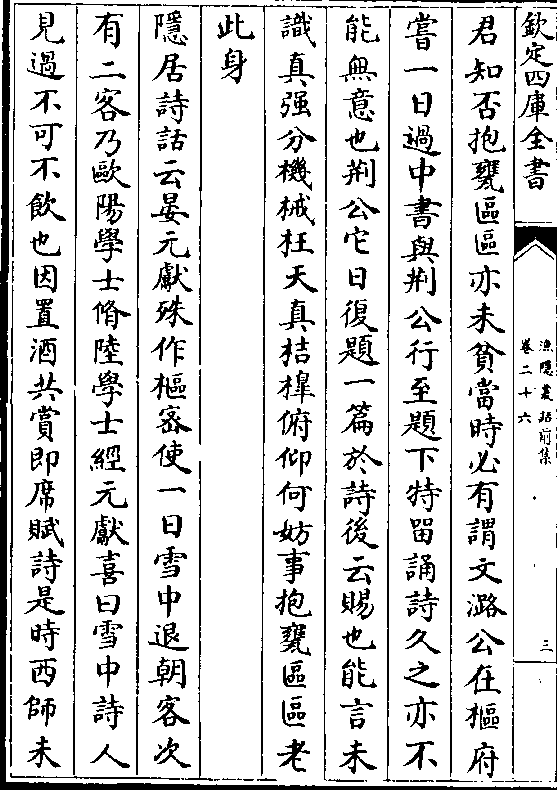 欽定四庫全書
漁隱叢話前集
卷二十六
三
君知否抱甕區區亦未貧當時必有謂文潞公在樞府
嘗一日過中書與荆公行至題下特畱誦詩久之亦不
能無意也荆公它日復題一篇於詩後云賜也能言未
識真强分機械枉天真桔橰俯仰何妨事抱甕區區老
此身
隱居詩話云晏元獻殊作樞宻使一日雪中退朝客次
有二客乃歐陽學士脩陸學士經元獻喜曰雪中詩人
見過不可不飲也因置酒共賞即席賦詩是時西師未